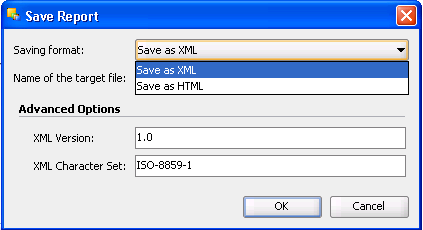 Save Report
Saving format: Save as XML
Save as XML
Name of the target file:
Save as HTML
Advanced Options
XML Version: 1.0
XML Character Set: ISO-8859-1
OK Cancel